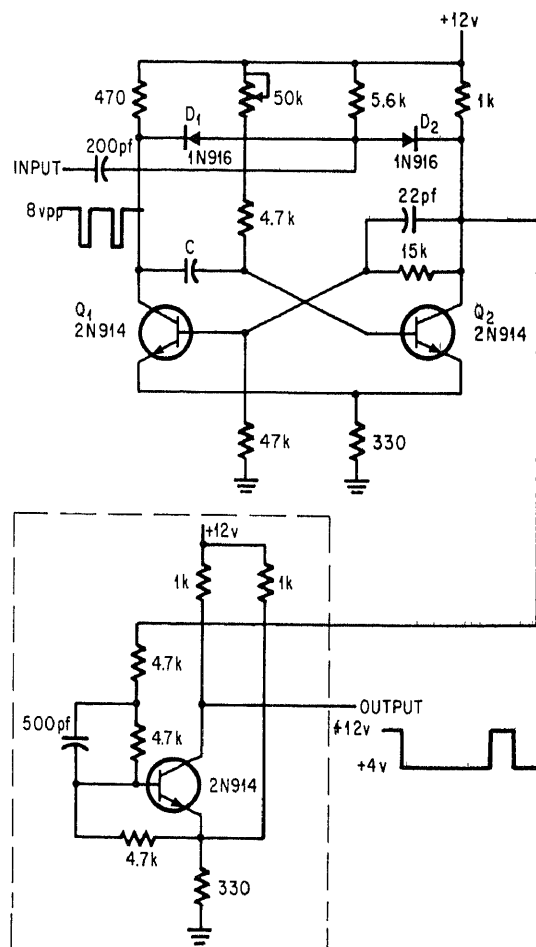 +12v
470
50k
5.6k
1k
D1
D2
200pf
1N916
1N916
INPUT
22pf
8vpp
4.7k
C
15k
Q1
2N914
Q2
2N914
47k
330
+12v
1k
1k
4.7k
OUTPUT
500pf
+12v
4.7k
2N914
+4v
4.7k
330